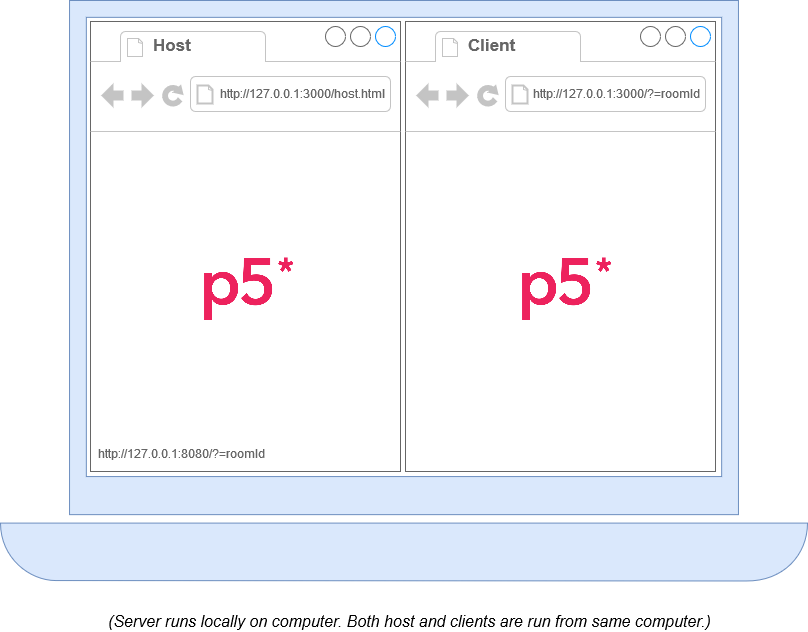 Host
http://127.0.0.1:3000/host.html
p5*
http://127.0.0.1:8080/?=roomId
Client
http://127.0.0.1:3000/?=roomId
p5*
(Server runs locally on computer. Both host and clients are run from same computer.)